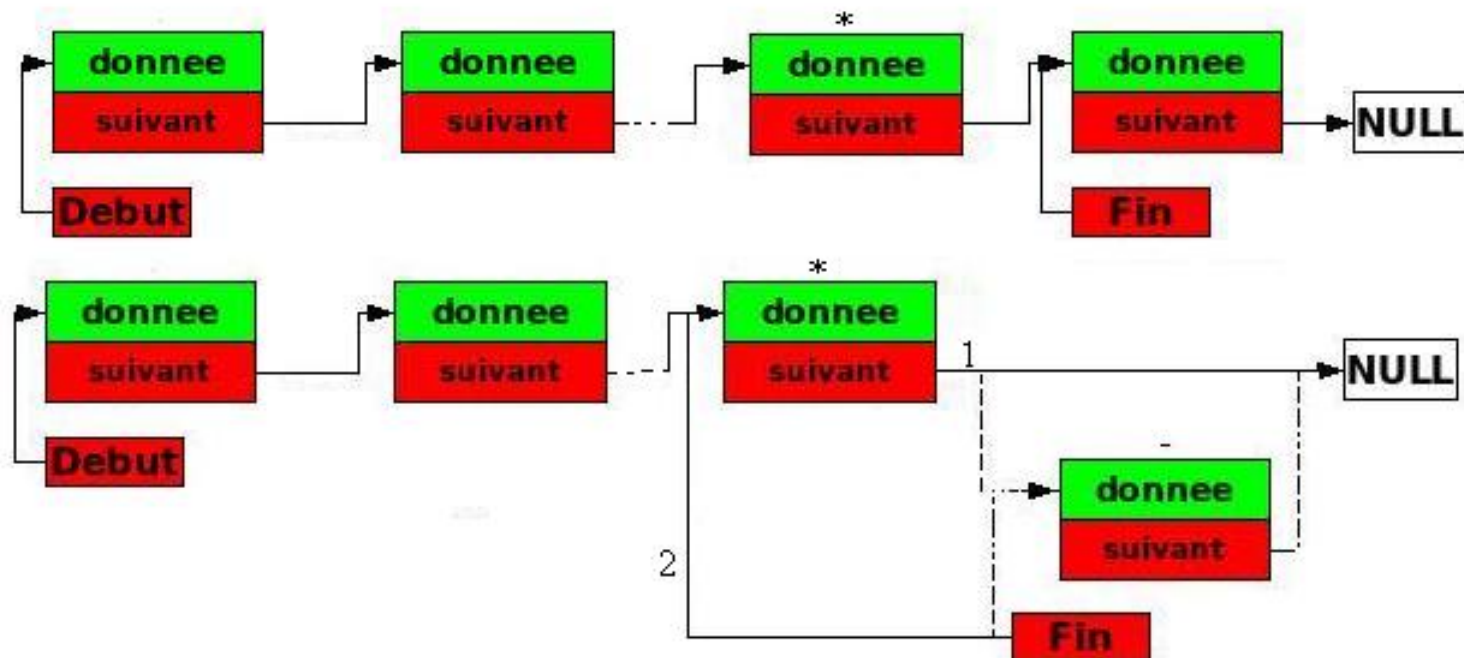 *
donnee donnee donnee donnee
suivant suivant suivant suivant NULL
Debut Fin
*
donnee donnee donnee
1
suivant suivant suivant NULL
Debut
-
donnee
suivant
2
Fin